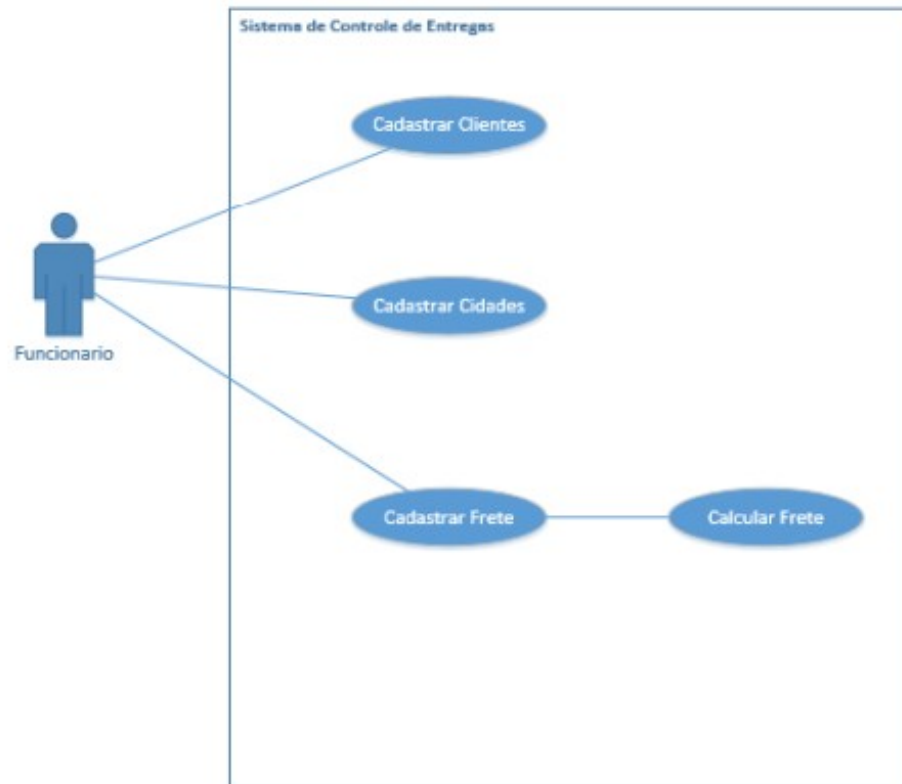 Sistema de Controle de Entregas
Cadastrar Clientes
Cadastrar Cidades
Funcionario
Cadastrar Frete
Calcular Frete